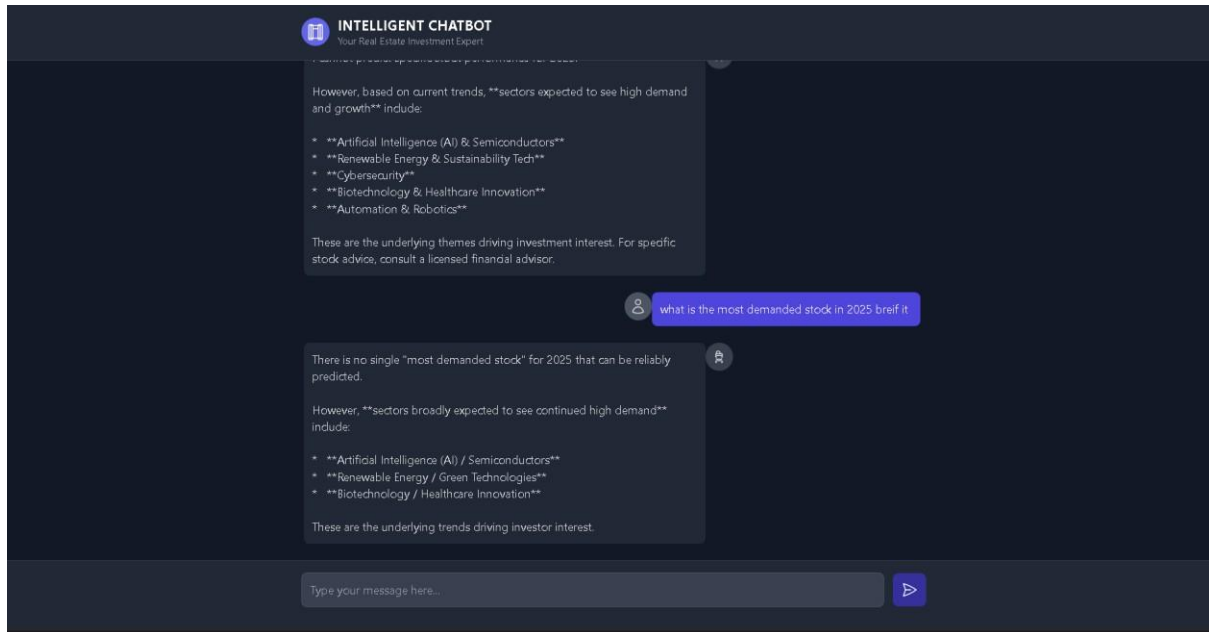 INTELLIGENT CHATBOT
Your Real Estate Investment Expert
However, based on current trends, **sectors expected to see high demand
and growth** include:
* **Artificial Intelligence (AI) & Semiconductors**
* **Renewable Energy & Sustainability Tech**
* **Cybersecurity**
* **Biotechnology & Healthcare Innovation**
* **Automation & Robotics**
These are the underlying themes driving investment interest. For specific
stock advice, consult a licensed financial advisor.
what is the most demanded stock in 2025 breif it
There is no single "most demanded stock" for 2025 that can be reliably
predicted.
However, **sectors broadly expected to see continued high demand**
include:
* **Artificial Intelligence (AI) / Semiconductors**
* **Renewable Energy / Green Technologies**
* **Biotechnology / Healthcare Innovation**
These are the underlying trends driving investor interest.
Type your message here...